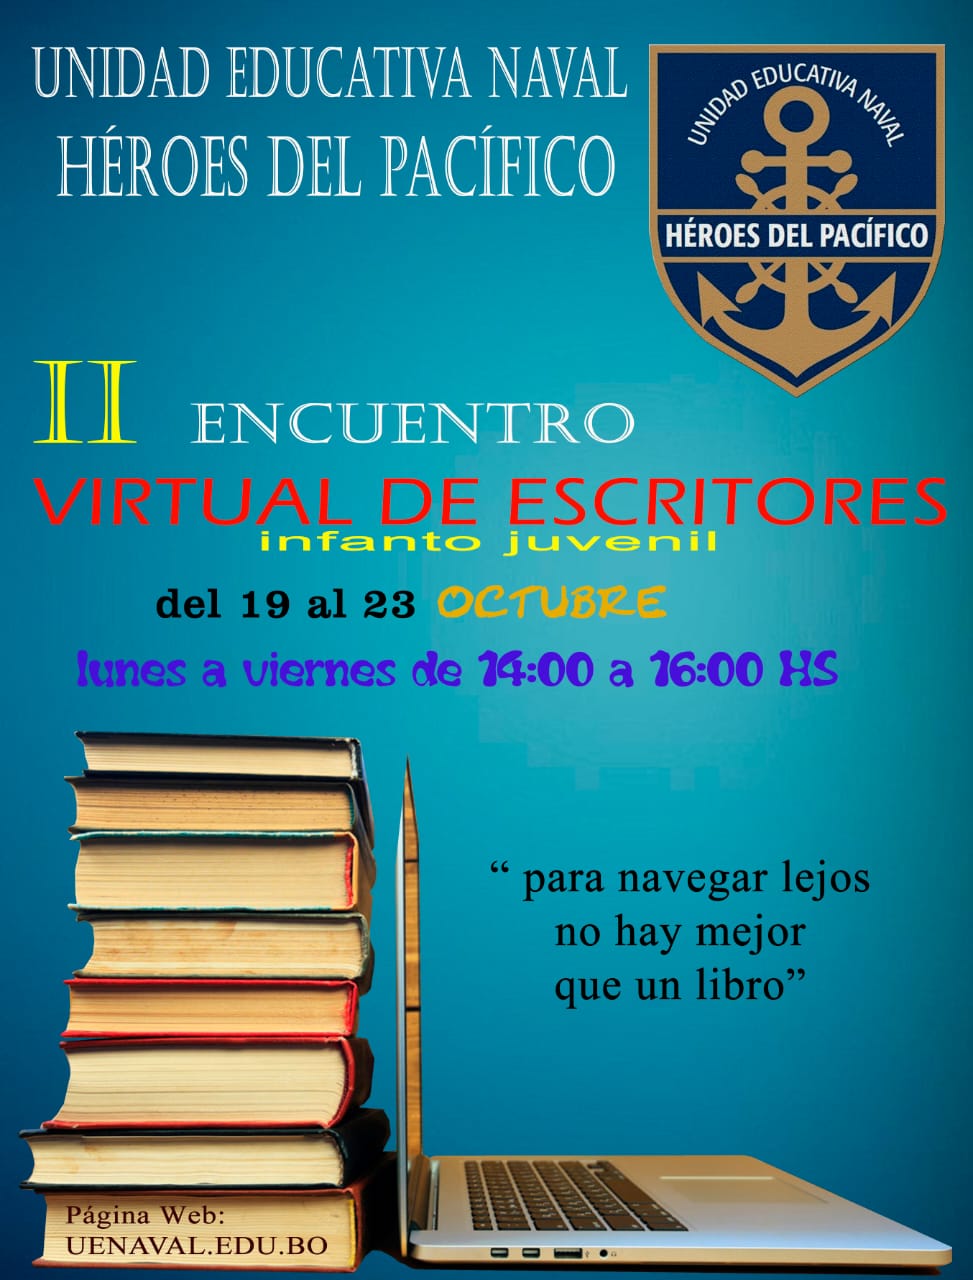 UNIDAD EDUCATIVA NAVAL
HÉROES DEL PACÍFICO
UNIDAD EDUCATIVA NAVAL
HÉROES DEL PACÍFICO
II ENCUENTRO
VIRTUAL DE ESCRITORES
infanto juvenil
del 19 al 23 OCTUBRE
lunes a viernes de 14:00 a 16:00 HS
“ para navegar lejos
no hay mejor
que un libro”
Página Web:
UENAVAL.EDU.BO